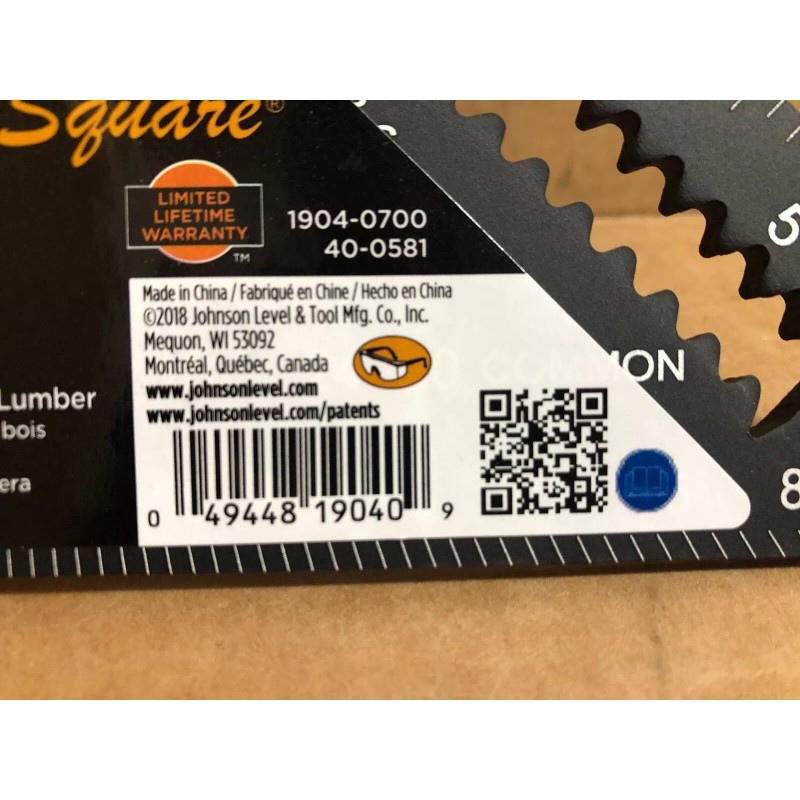 Square®
LIMITED
LIFETIME
WARRANTY
TM
1904-0700
40-0581
Made in China / Fabriqué en Chine / Hecho en China
©2018 Johnson Level & Tool Mfg. Co., Inc.
Mequon, WI 53092
Montréal, Québec, Canada
www.johnsonlevel.com
www.johnsonlevel.com/patents
0 49448 19040 9
Lumber
bois
era
COMMON
5
8